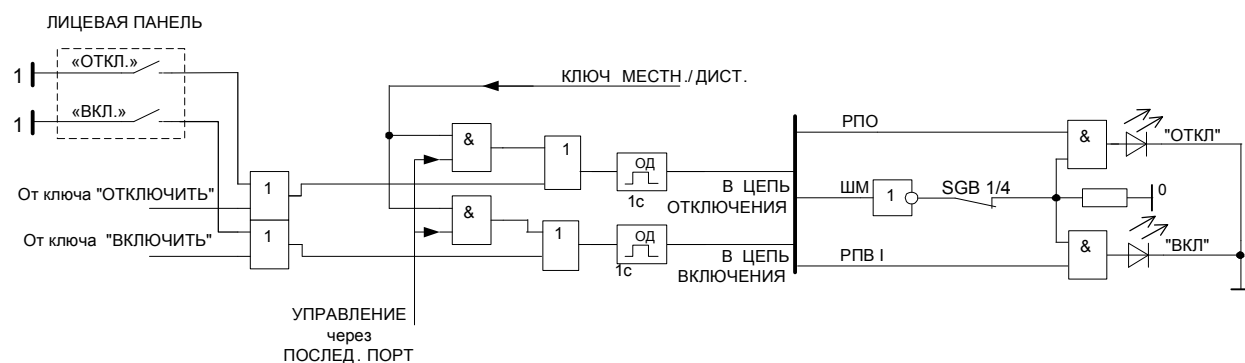 ЛИЦЕВАЯ ПАНЕЛЬ
1
«ОТКЛ.»
1
«ВКЛ.»
КЛЮЧ МЕСТН./ДИСТ.
От ключа "ОТКЛЮЧИТЬ"
От ключа "ВКЛЮЧИТЬ"
1
1
&
&
УПРАВЛЕНИЕ
через
ПОСЛЕД. ПОРТ
1
1
ОД
1с
ОД
1с
В ЦЕПЬ
ОТКЛЮЧЕНИЯ
В ЦЕПЬ
ВКЛЮЧЕНИЯ
РПО
ШМ
1
SGB 1/4
РПВ I
&
"ОТКЛ"
0
&
"ВКЛ"